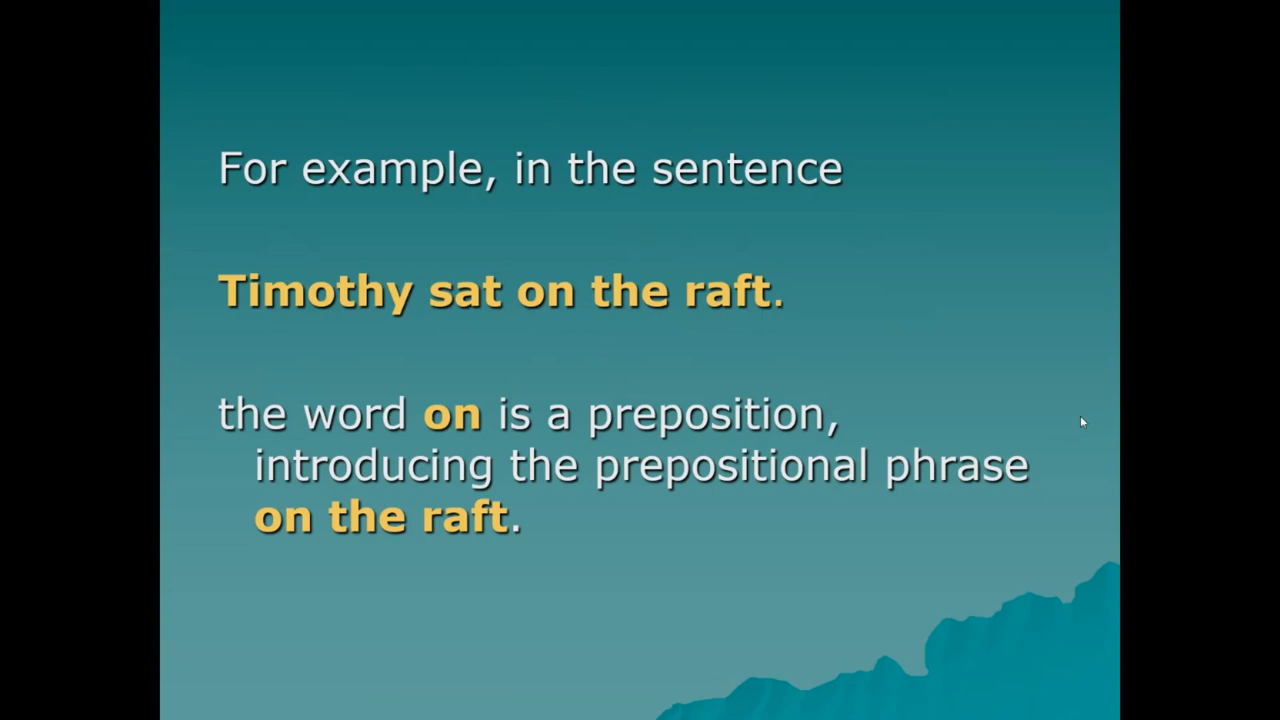 For example, in the sentence
Timothy sat on the raft.
the word on is a preposition,
introducing the prepositional phrase
on the raft.